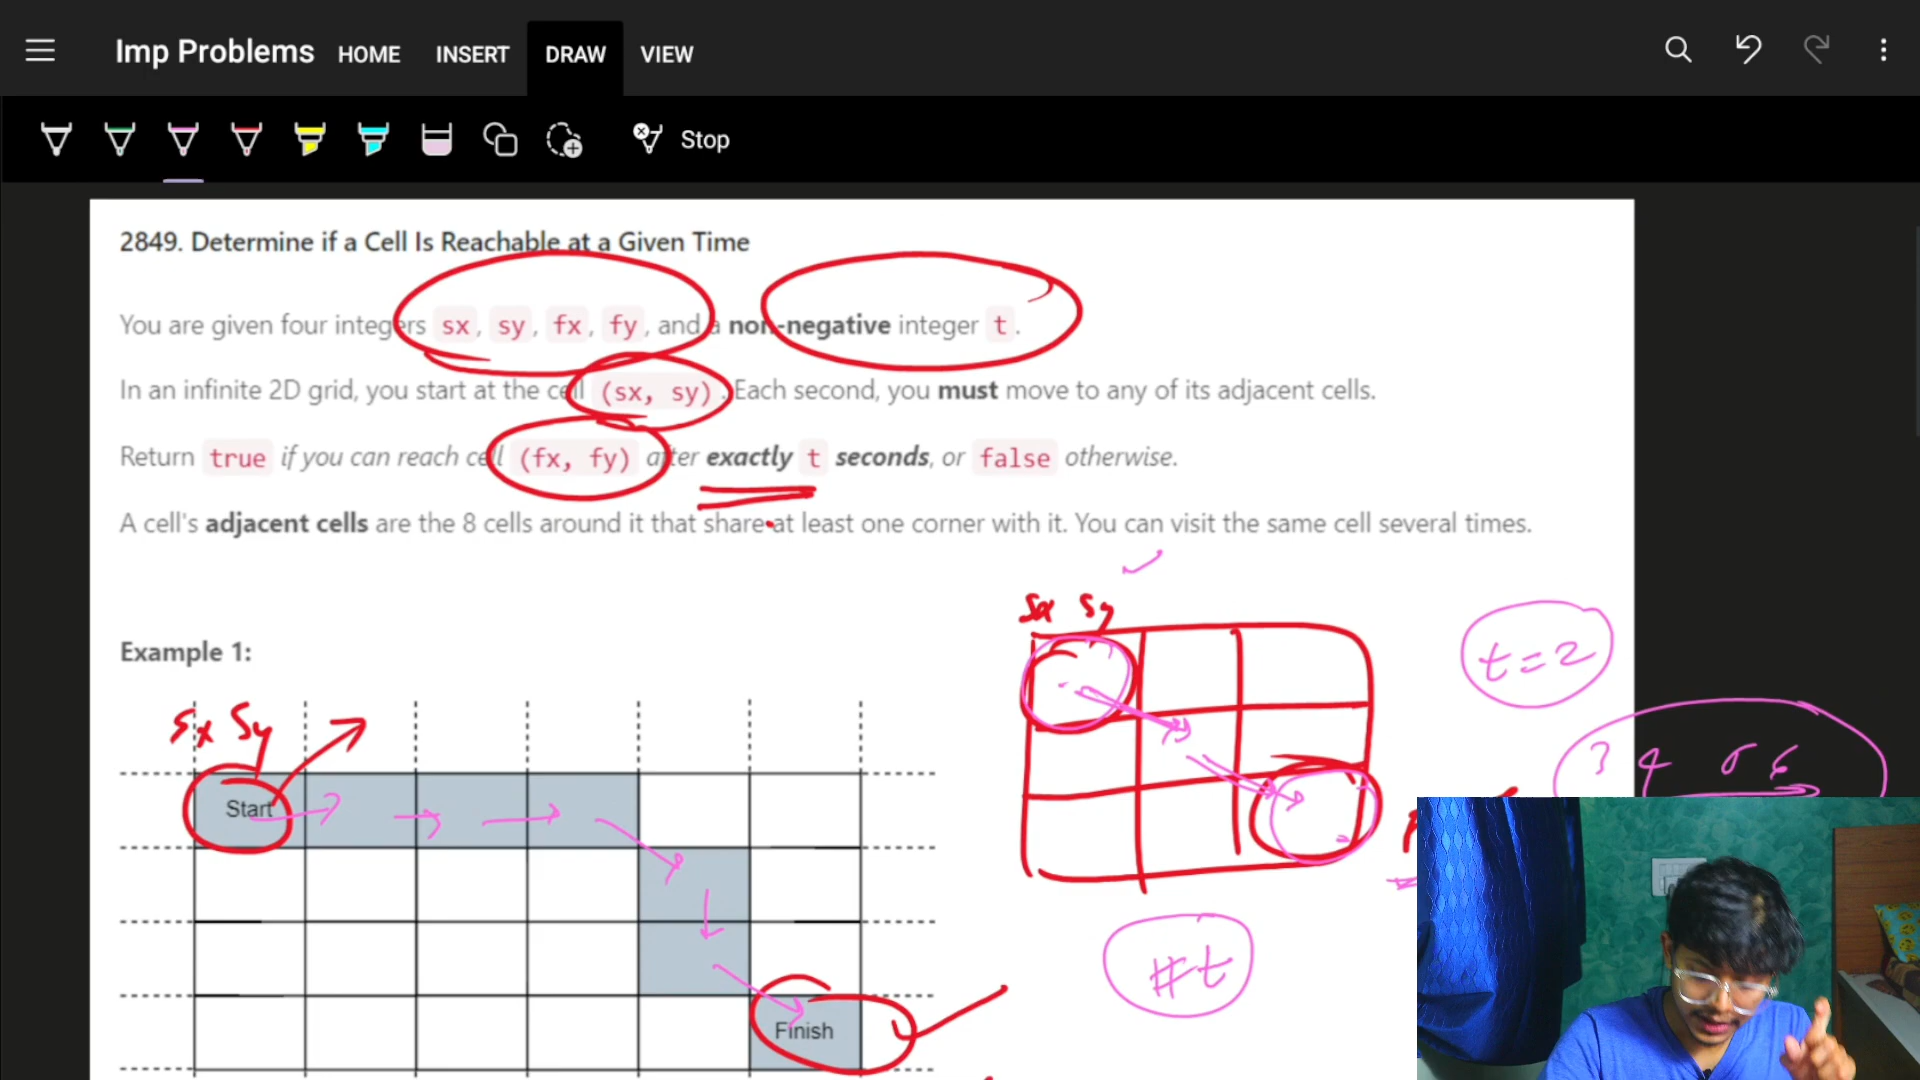 Imp Problems HOME INSERT DRAW VIEW
Stop
2849. Determine if a Cell Is Reachable at a Given Time
You are given four integers sx, sy, fx, fy, and a non-negative integer t.
In an infinite 2D grid, you start at the cell (sx, sy). Each second, you must move to any of its adjacent cells.
Return true if you can reach cell (fx, fy) after exactly t seconds, or false otherwise.
A cell's adjacent cells are the 8 cells around it that share at least one corner with it. You can visit the same cell several times.
sx sy
t=2
Example 1:
sx sy
3 4 5 6
Start
#t
Finish